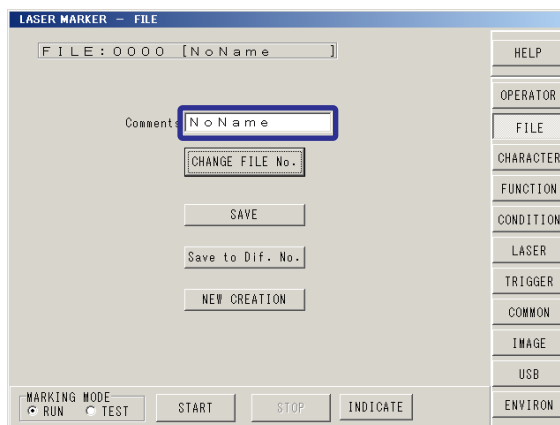 LASER MARKER － FILE
FILE:0000 [NoName ]
Comments NoName
CHANGE FILE No.
SAVE
Save to Dif. No.
NEW CREATION
HELP
OPERATOR
FILE
CHARACTER
FUNCTION
CONDITION
LASER
TRIGGER
COMMON
IMAGE
USB
ENVIRON
MARKING MODE
RUN TEST
START
STOP
INDICATE